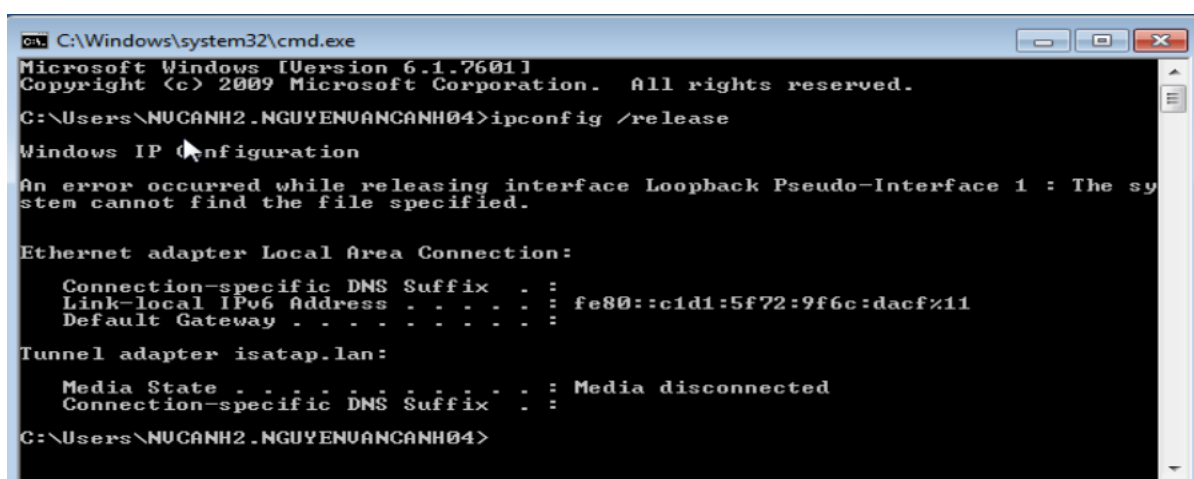 C:\Windows\system32\cmd.exe
Microsoft Windows [Version 6.1.7601]
Copyright (c) 2009 Microsoft Corporation.  All rights reserved.
C:\Users\NVCANH2.NGUYENVANCANH04>ipconfig /release
Windows IP Configuration
An error occurred while releasing interface Loopback Pseudo-Interface 1 : The sy
stem cannot find the file specified.
Ethernet adapter Local Area Connection:
   Connection-specific DNS Suffix  . :
   Link-local IPv6 Address . . . . . : fe80::c1d1:5f72:9f6c:dacf%11
   Default Gateway . . . . . . . . . :
Tunnel adapter isatap.lan:
   Media State . . . . . . . . . . . : Media disconnected
   Connection-specific DNS Suffix  . :
C:\Users\NVCANH2.NGUYENVANCANH04>